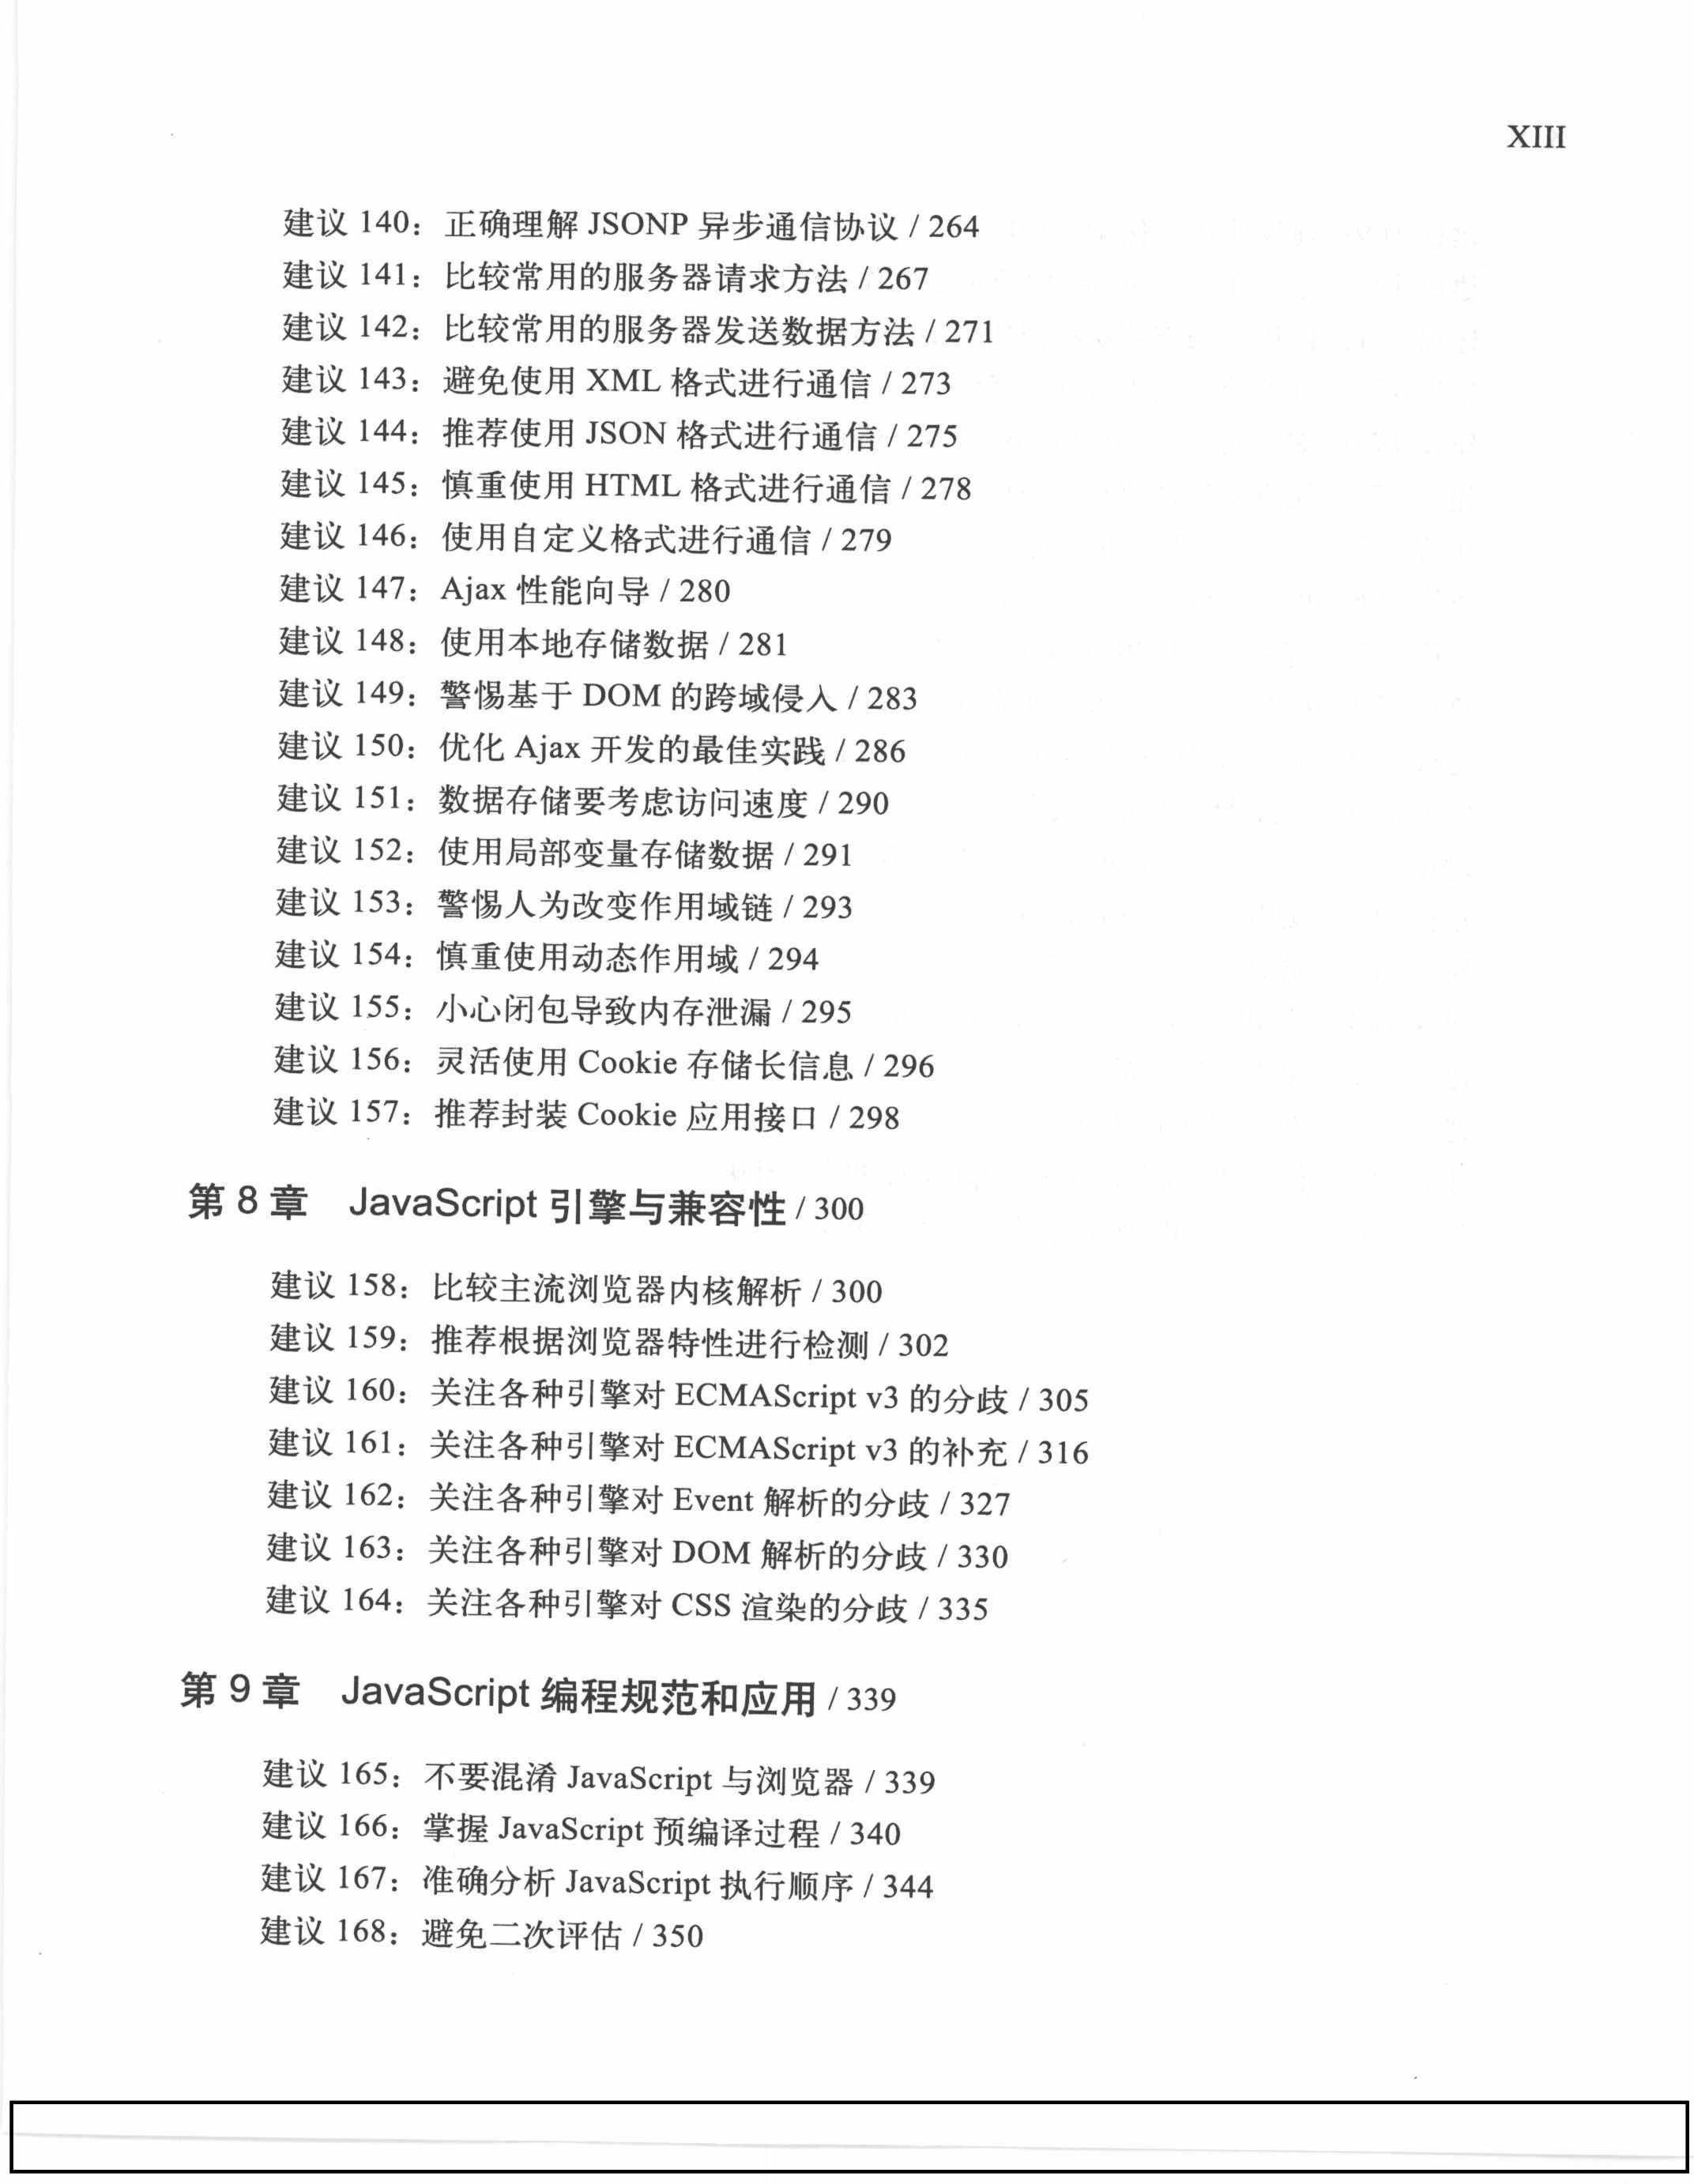 XIII
建议 140：正确理解 JSONP 异步通信协议 / 264
建议 141：比较常用的服务器请求方法 / 267
建议 142：比较常用的服务器发送数据方法 / 271
建议 143：避免使用 XML 格式进行通信 / 273
建议 144：推荐使用 JSON 格式进行通信 / 275
建议 145：慎重使用 HTML 格式进行通信 / 278
建议 146：使用自定义格式进行通信 / 279
建议 147：Ajax 性能向导 / 280
建议 148：使用本地存储数据 / 281
建议 149：警惕基于 DOM 的跨域侵入 / 283
建议 150：优化 Ajax 开发的最佳实践 / 286
建议 151：数据存储要考虑访问速度 / 290
建议 152：使用局部变量存储数据 / 291
建议 153：警惕人为改变作用域链 / 293
建议 154：慎重使用动态作用域 / 294
建议 155：小心闭包导致内存泄漏 / 295
建议 156：灵活使用 Cookie 存储长信息 / 296
建议 157：推荐封装 Cookie 应用接口 / 298
第 8 章 JavaScript 引擎与兼容性 / 300
建议 158：比较主流浏览器内核解析 / 300
建议 159：推荐根据浏览器特性进行检测 / 302
建议 160：关注各种引擎对 ECMAScript v3 的分歧 / 305
建议 161：关注各种引擎对 ECMAScript v3 的补充 / 316
建议 162：关注各种引擎对 Event 解析的分歧 / 327
建议 163：关注各种引擎对 DOM 解析的分歧 / 330
建议 164：关注各种引擎对 CSS 渲染的分歧 / 335
第 9 章 JavaScript 编程规范和应用 / 339
建议 165：不要混淆 JavaScript 与浏览器 / 339
建议 166：掌握 JavaScript 预编译过程 / 340
建议 167：准确分析 JavaScript 执行顺序 / 344
建议 168：避免二次评估 / 350